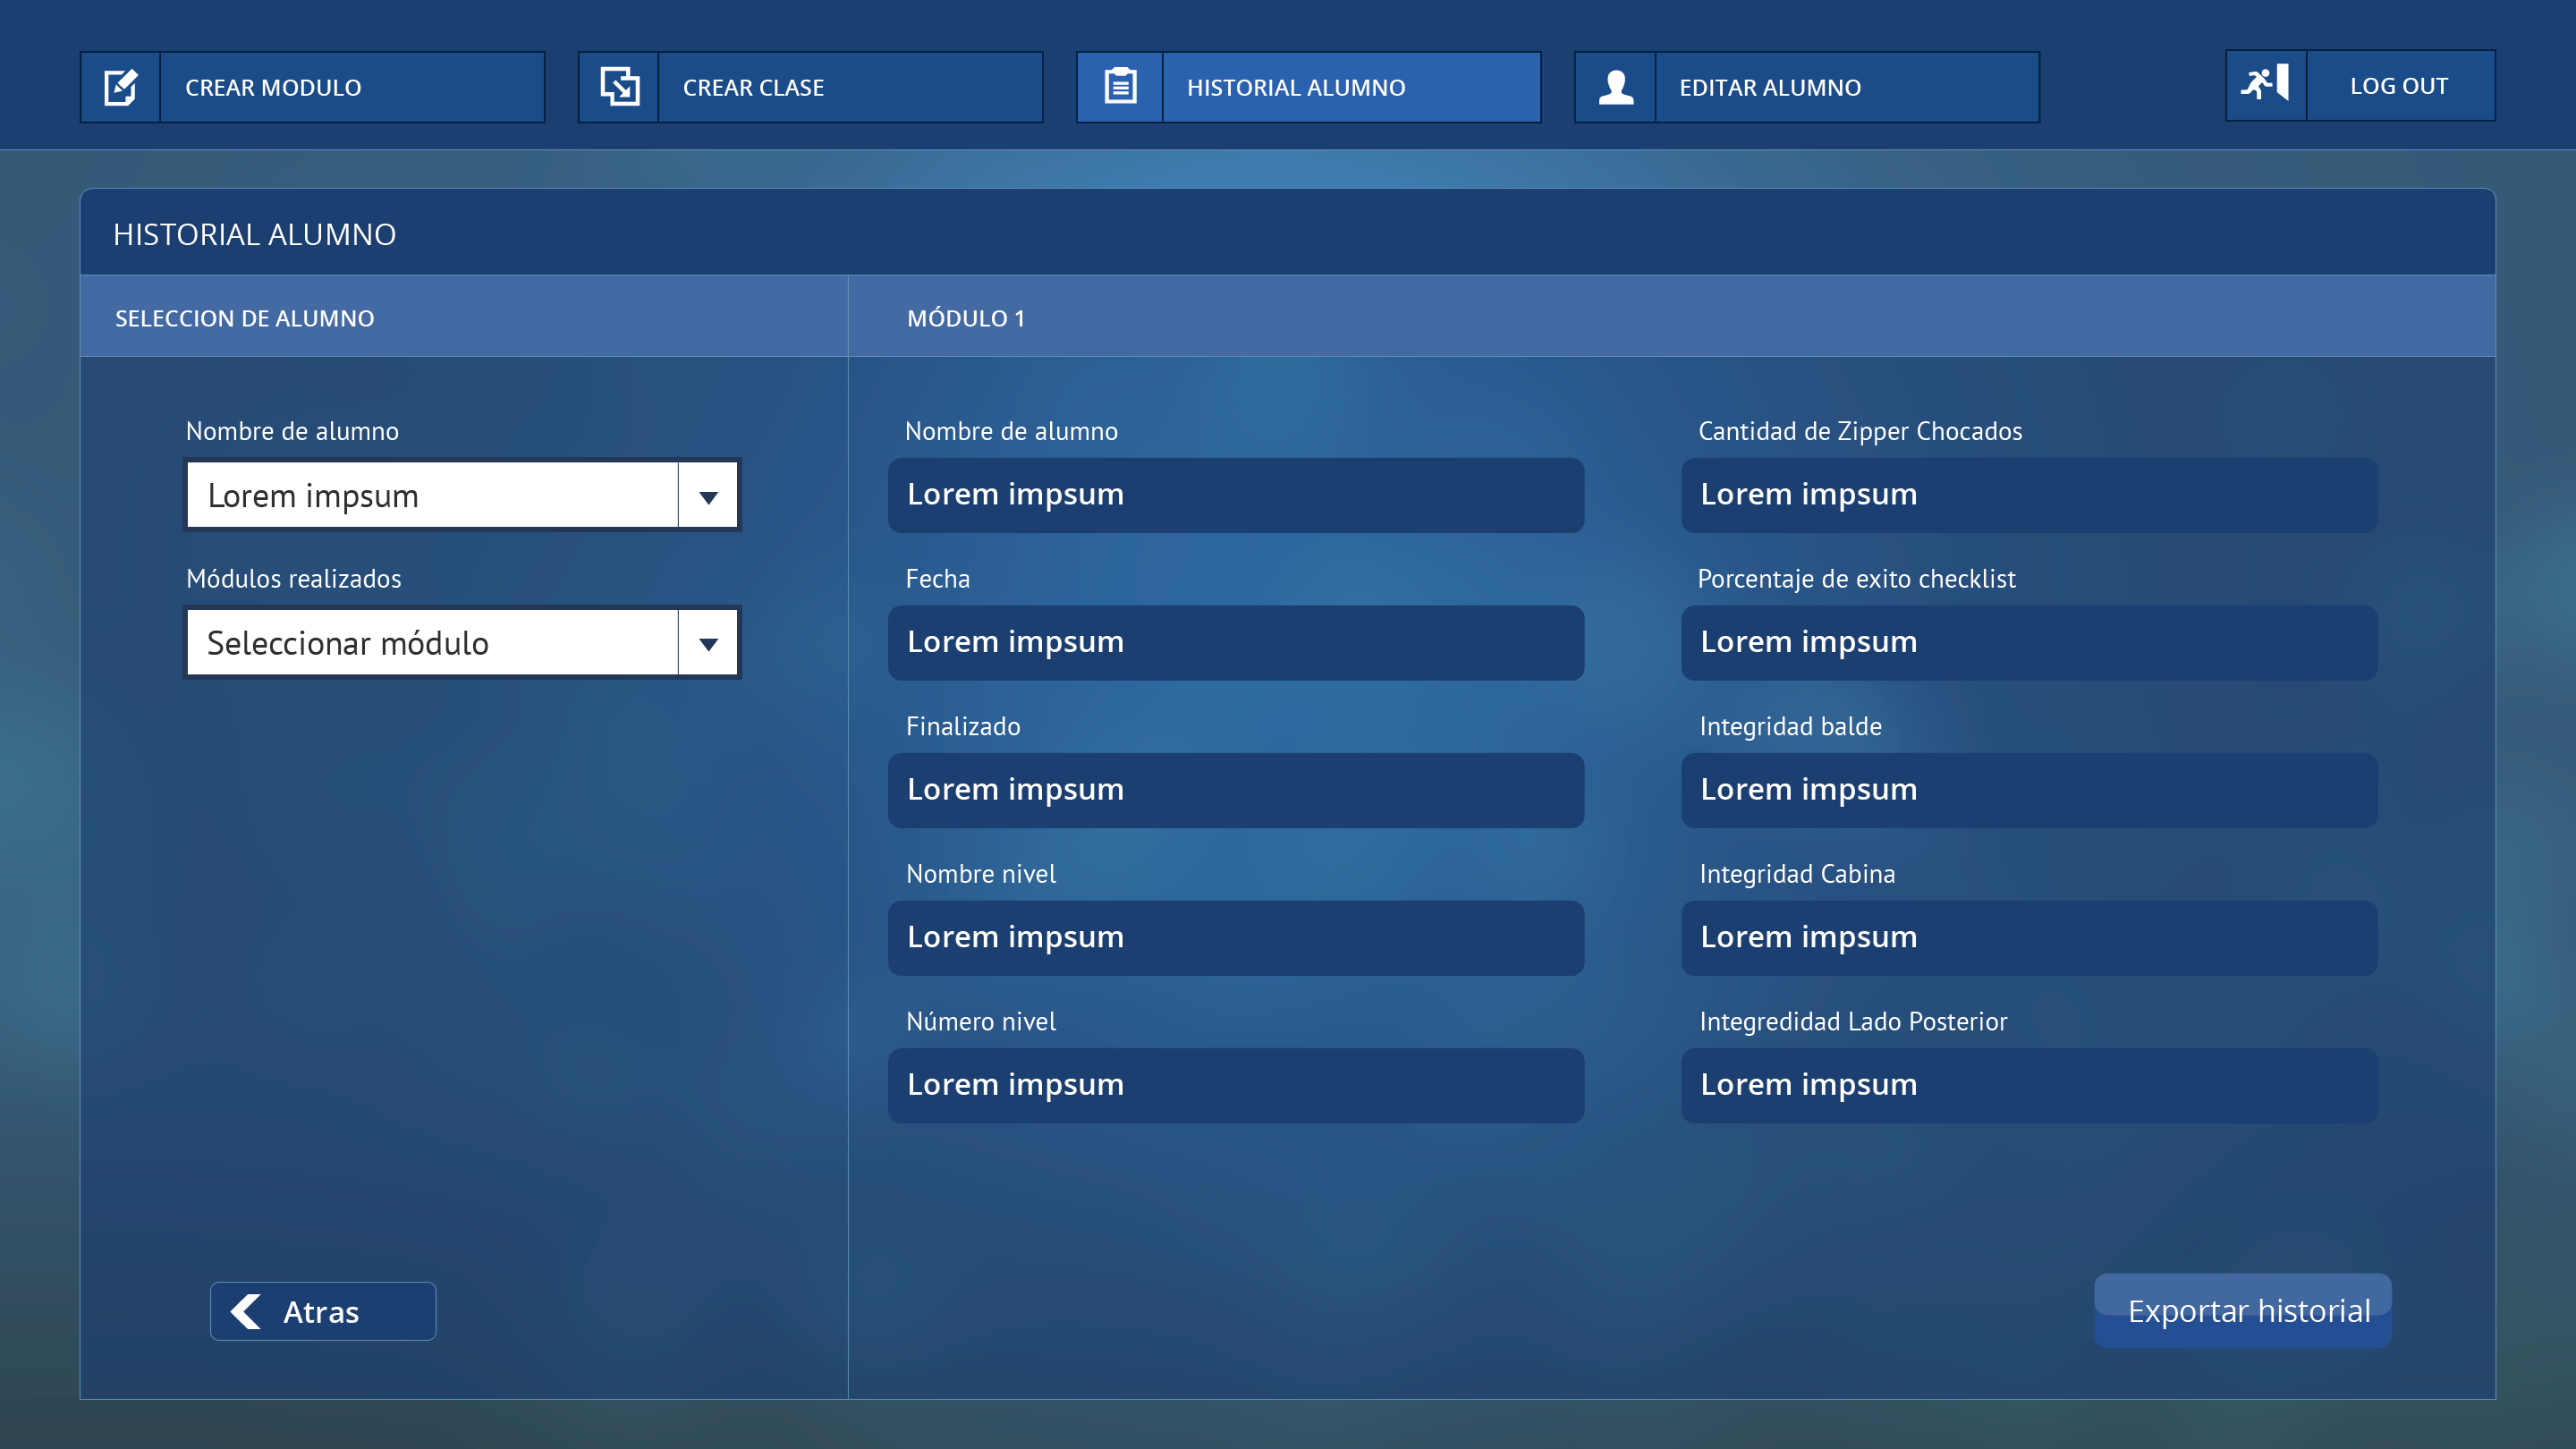 CREAR MODULO
CREAR CLASE
HISTORIAL ALUMNO
EDITAR ALUMNO
LOG OUT
HISTORIAL ALUMNO
SELECCION DE ALUMNO
MÓDULO 1
Nombre de alumno
Lorem impsum
Módulos realizados
Seleccionar módulo
Nombre de alumno
Lorem impsum
Fecha
Lorem impsum
Finalizado
Lorem impsum
Nombre nivel
Lorem impsum
Número nivel
Lorem impsum
Cantidad de Zipper Chocados
Lorem impsum
Porcentaje de exito checklist
Lorem impsum
Integridad balde
Lorem impsum
Integridad Cabina
Lorem impsum
Integredidad Lado Posterior
Lorem impsum
Atras
Exportar historial